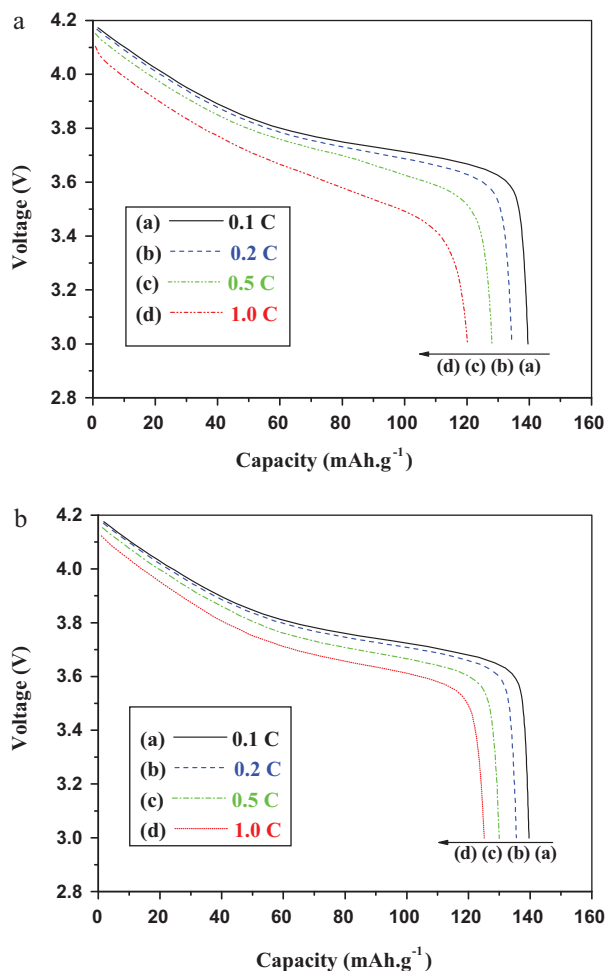 a
4.2
4.0
3.8
3.6
3.4
3.2
3.0
2.8
Voltage (V)
(a) 0.1 C
(b) 0.2 C
(c) 0.5 C
(d) 1.0 C
(d) (c) (b) (a)
0 20 40 60 80 100 120 140 160
Capacity (mAh.g⁻¹)
b
4.2
4.0
3.8
3.6
3.4
3.2
3.0
2.8
Voltage (V)
(a) 0.1 C
(b) 0.2 C
(c) 0.5 C
(d) 1.0 C
(d) (c) (b) (a)
0 20 40 60 80 100 120 140 160
Capacity (mAh.g⁻¹)